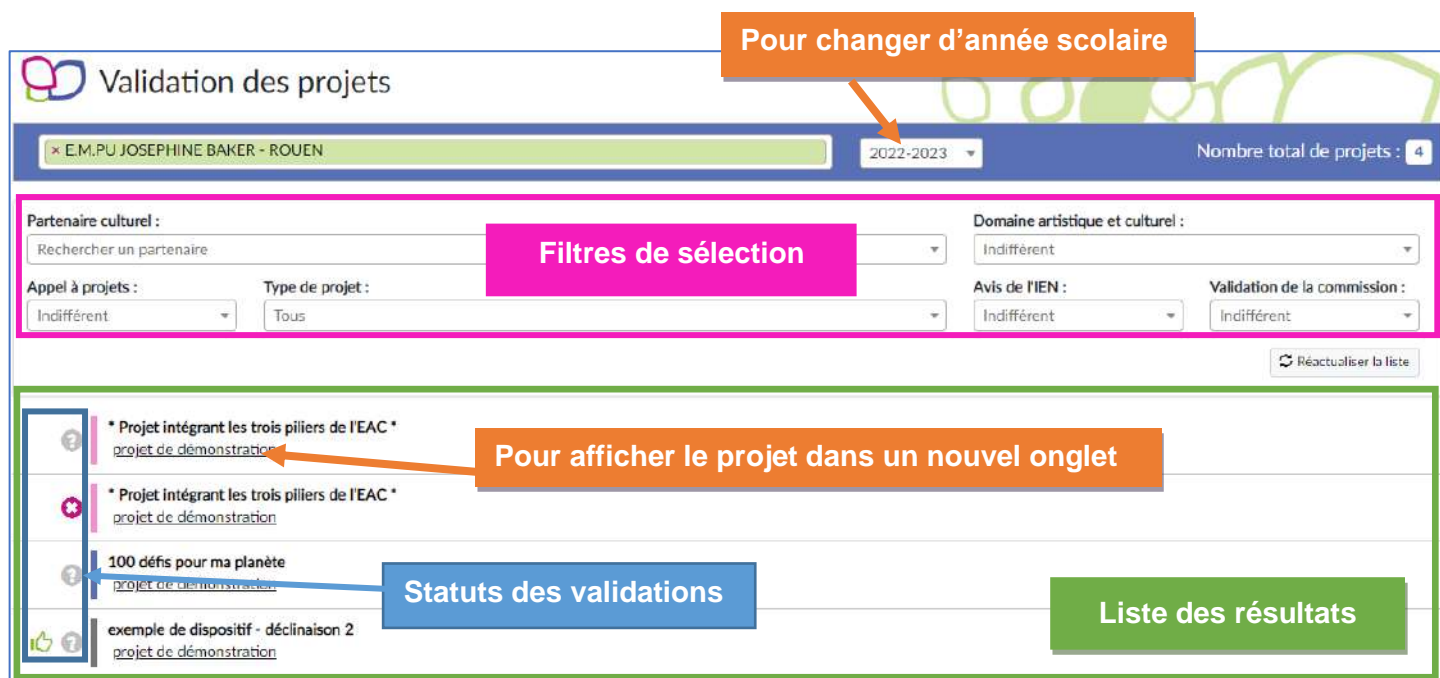 Pour changer d'année scolaire
Validation des projets
× E.M.PU JOSEPHINE BAKER - ROUEN
2022-2023
Nombre total de projets : 4
Partenaire culturel :
Domaine artistique et culturel :
Rechercher un partenaire
Filtres de sélection
Indifférent
Appel à projets :
Type de projet :
Avis de l'IEN :
Validation de la commission :
Indifférent
Tous
Indifférent
Indifférent
Réactualiser la liste
* Projet intégrant les trois piliers de l'EAC *
projet de démonstration
Pour afficher le projet dans un nouvel onglet
* Projet intégrant les trois piliers de l'EAC *
projet de démonstration
100 défis pour ma planète
projet de démonstration
Statuts des validations
Liste des résultats
exemple de dispositif - déclinaison 2
projet de démonstration